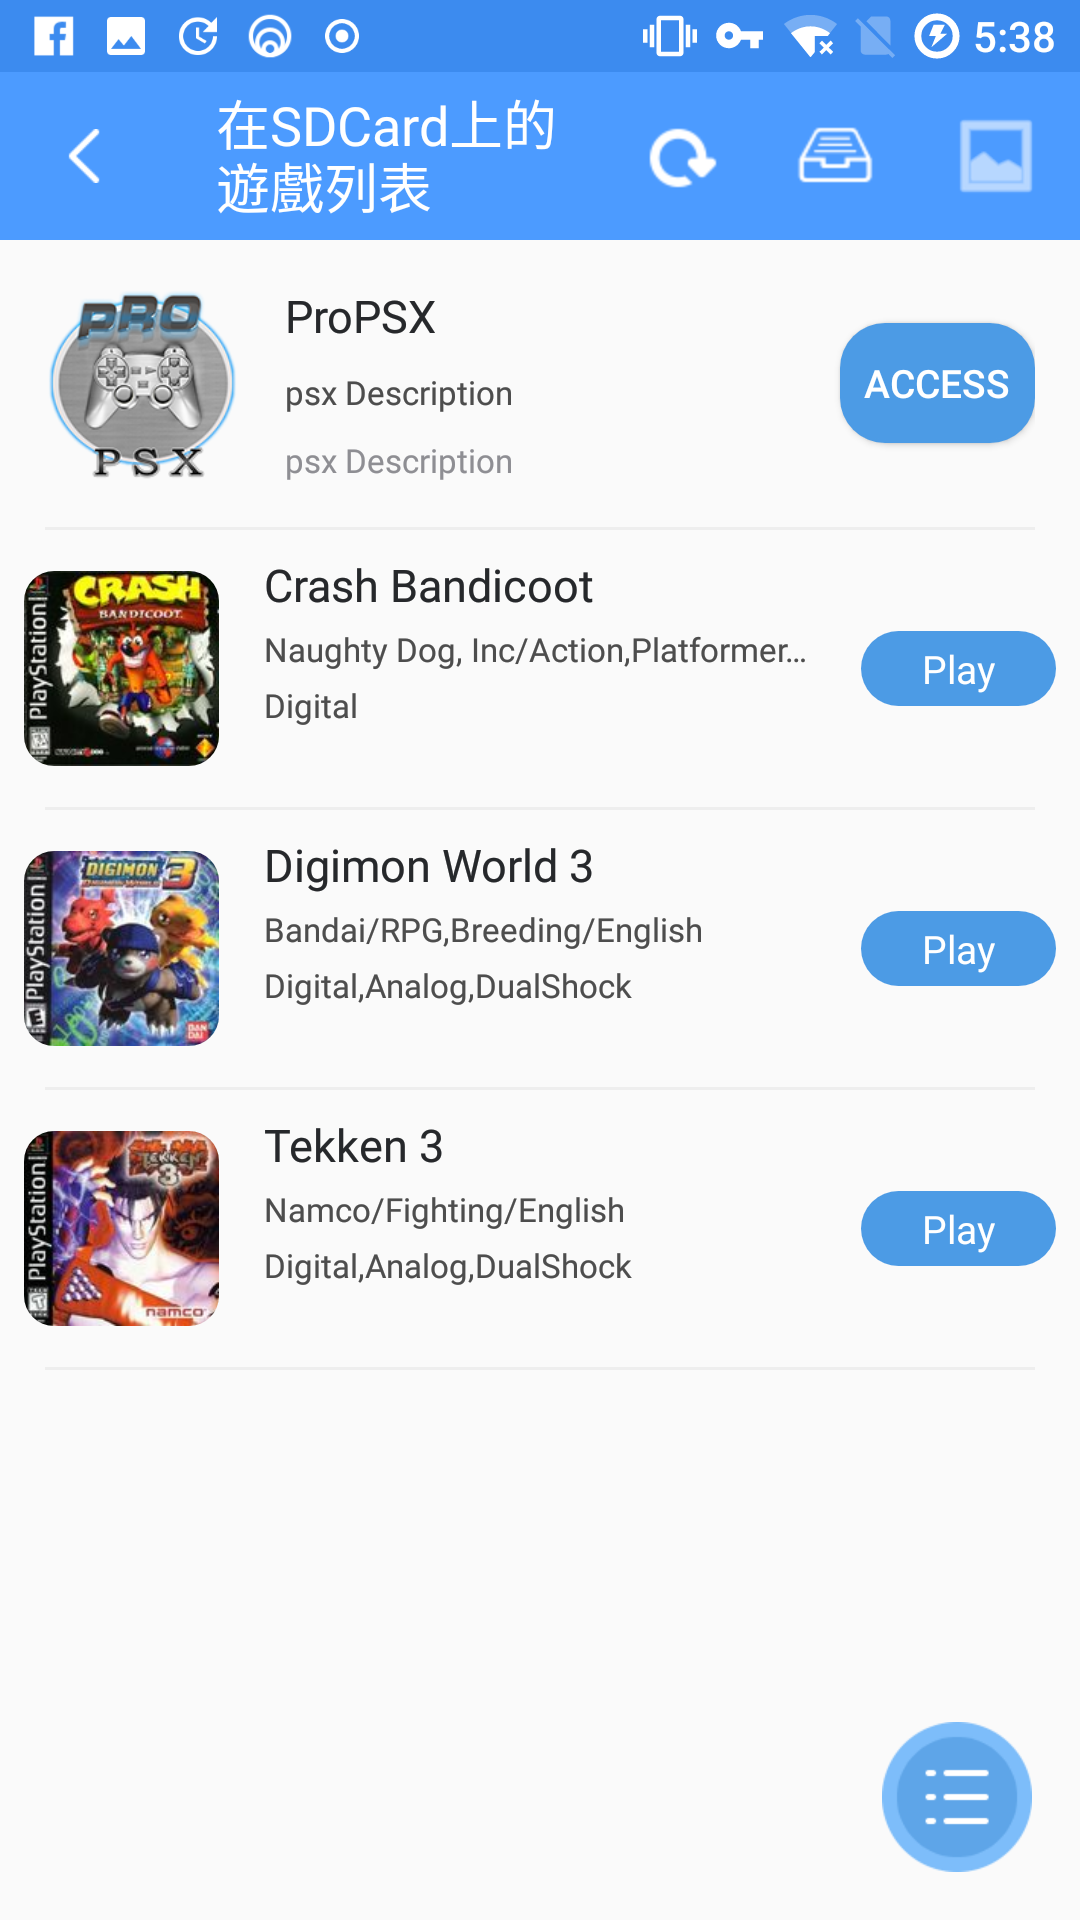 5:38
在SDCard上的
遊戲列表
PRO
PSX
ProPSX
psx Description
psx Description
ACCESS
CRASH
BANDICOOT
PlayStation
Crash Bandicoot
Naughty Dog, Inc/Action,Platformer...
Digital
Play
DIGIMON
3
PlayStation
BAN
DAI
Digimon World 3
Bandai/RPG,Breeding/English
Digital,Analog,DualShock
Play
TEKKEN
3
PlayStation
namco
Tekken 3
Namco/Fighting/English
Digital,Analog,DualShock
Play